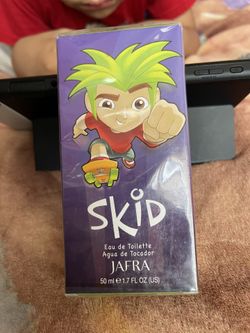 SKID
Eau de Toilette
Agua de Tocador
JAFRA
50 ml e 1.7 FL OZ (US)